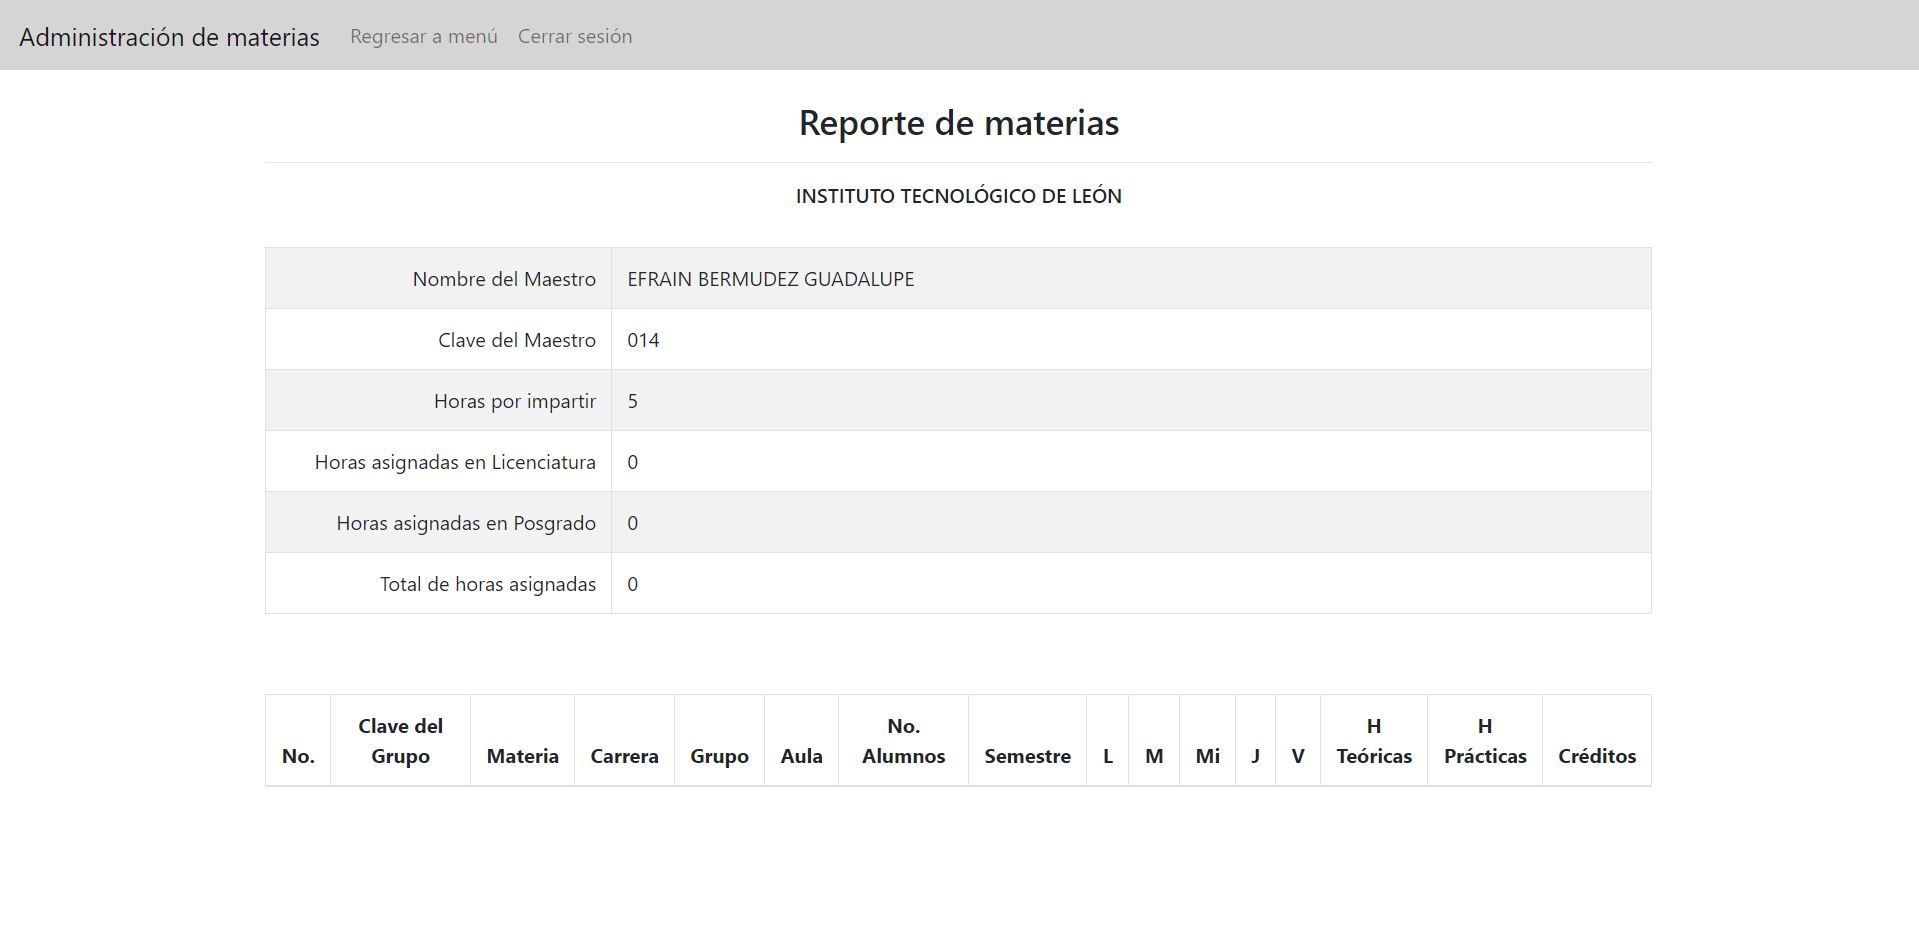 Administración de materias Regresar a menú Cerrar sesión
Reporte de materias
INSTITUTO TECNOLÓGICO DE LEÓN
Nombre del Maestro EFRAIN BERMUDEZ GUADALUPE
Clave del Maestro 014
Horas por impartir 5
Horas asignadas en Licenciatura 0
Horas asignadas en Posgrado 0
Total de horas asignadas 0
No. Clave del Grupo Materia Carrera Grupo Aula No. Alumnos Semestre L M Mi J V H Teóricas H Prácticas Créditos